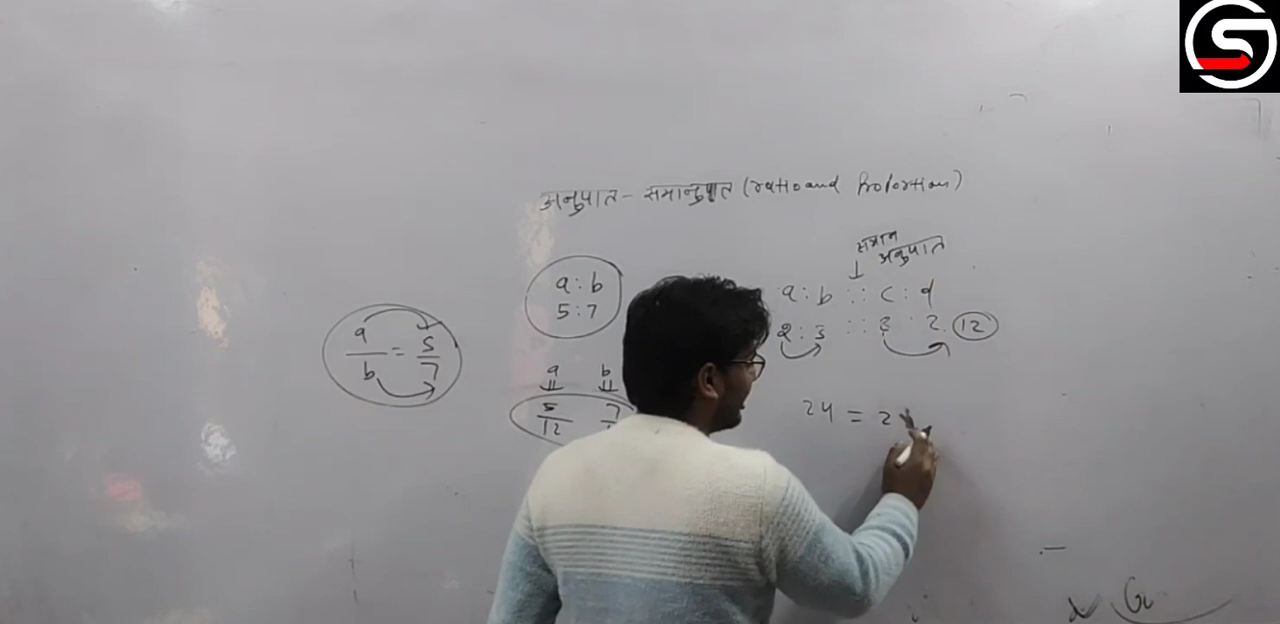 अनुपात - समानुपात (ratio and Proportion)
समान
अनुपात
a : b
5 : 7
a : b :: c : d
2 : 3 :: 8 : 2 12
a/b = 5/7
a b
5/12 7
24 = 24